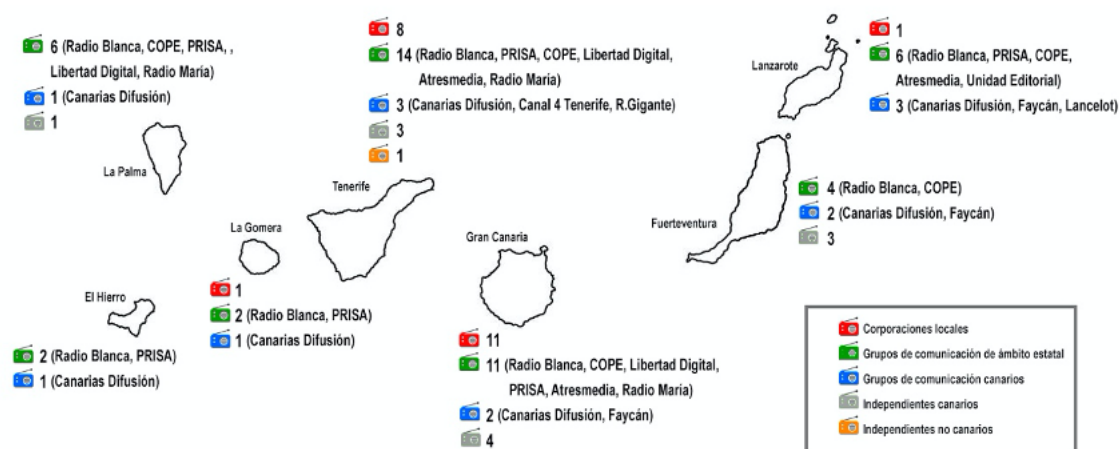 6 (Radio Blanca, COPE, PRISA, ,
Libertad Digital, Radio María)
1 (Canarias Difusión)
1
La Palma
8
14 (Radio Blanca, PRISA, COPE, Libertad Digital,
Atresmedia, Radio María)
3 (Canarias Difusión, Canal 4 Tenerife, R.Gigante)
3
1
Tenerife
1
6 (Radio Blanca, PRISA, COPE,
Atresmedia, Unidad Editorial)
3 (Canarias Difusión, Faycán, Lancelot)
Lanzarote
4 (Radio Blanca, COPE)
2 (Canarias Difusión, Faycán)
3
Fuerteventura
La Gomera
1
2 (Radio Blanca, PRISA)
1 (Canarias Difusión)
El Hierro
2 (Radio Blanca, PRISA)
1 (Canarias Difusión)
Gran Canaria
11
11 (Radio Blanca, COPE, Libertad Digital,
PRISA, Atresmedia, Radio María)
2 (Canarias Difusión, Faycán)
4
Corporaciones locales
Grupos de comunicación de ámbito estatal
Grupos de comunicación canarios
Independientes canarios
Independientes no canarios